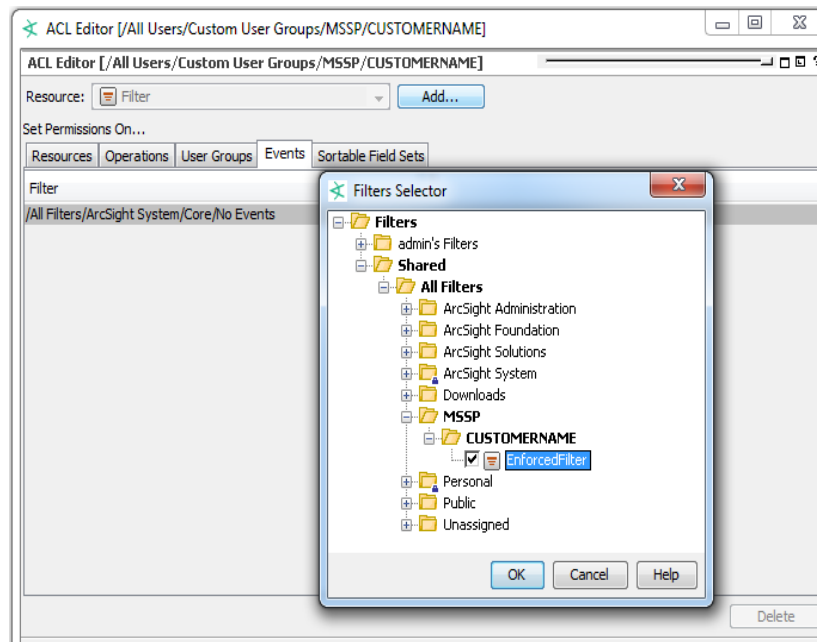 ACL Editor [/All Users/Custom User Groups/MSSP/CUSTOMERNAME]
ACL Editor [/All Users/Custom User Groups/MSSP/CUSTOMERNAME]
Resource: Filter Add...
Set Permissions On...
Resources Operations User Groups Events Sortable Field Sets
Filter
/All Filters/ArcSight System/Core/No Events
Filters Selector
Filters
admin's Filters
Shared
All Filters
ArcSight Administration
ArcSight Foundation
ArcSight Solutions
ArcSight System
Downloads
MSSP
CUSTOMERNAME
EnforcedFilter
Personal
Public
Unassigned
OK Cancel Help
Delete